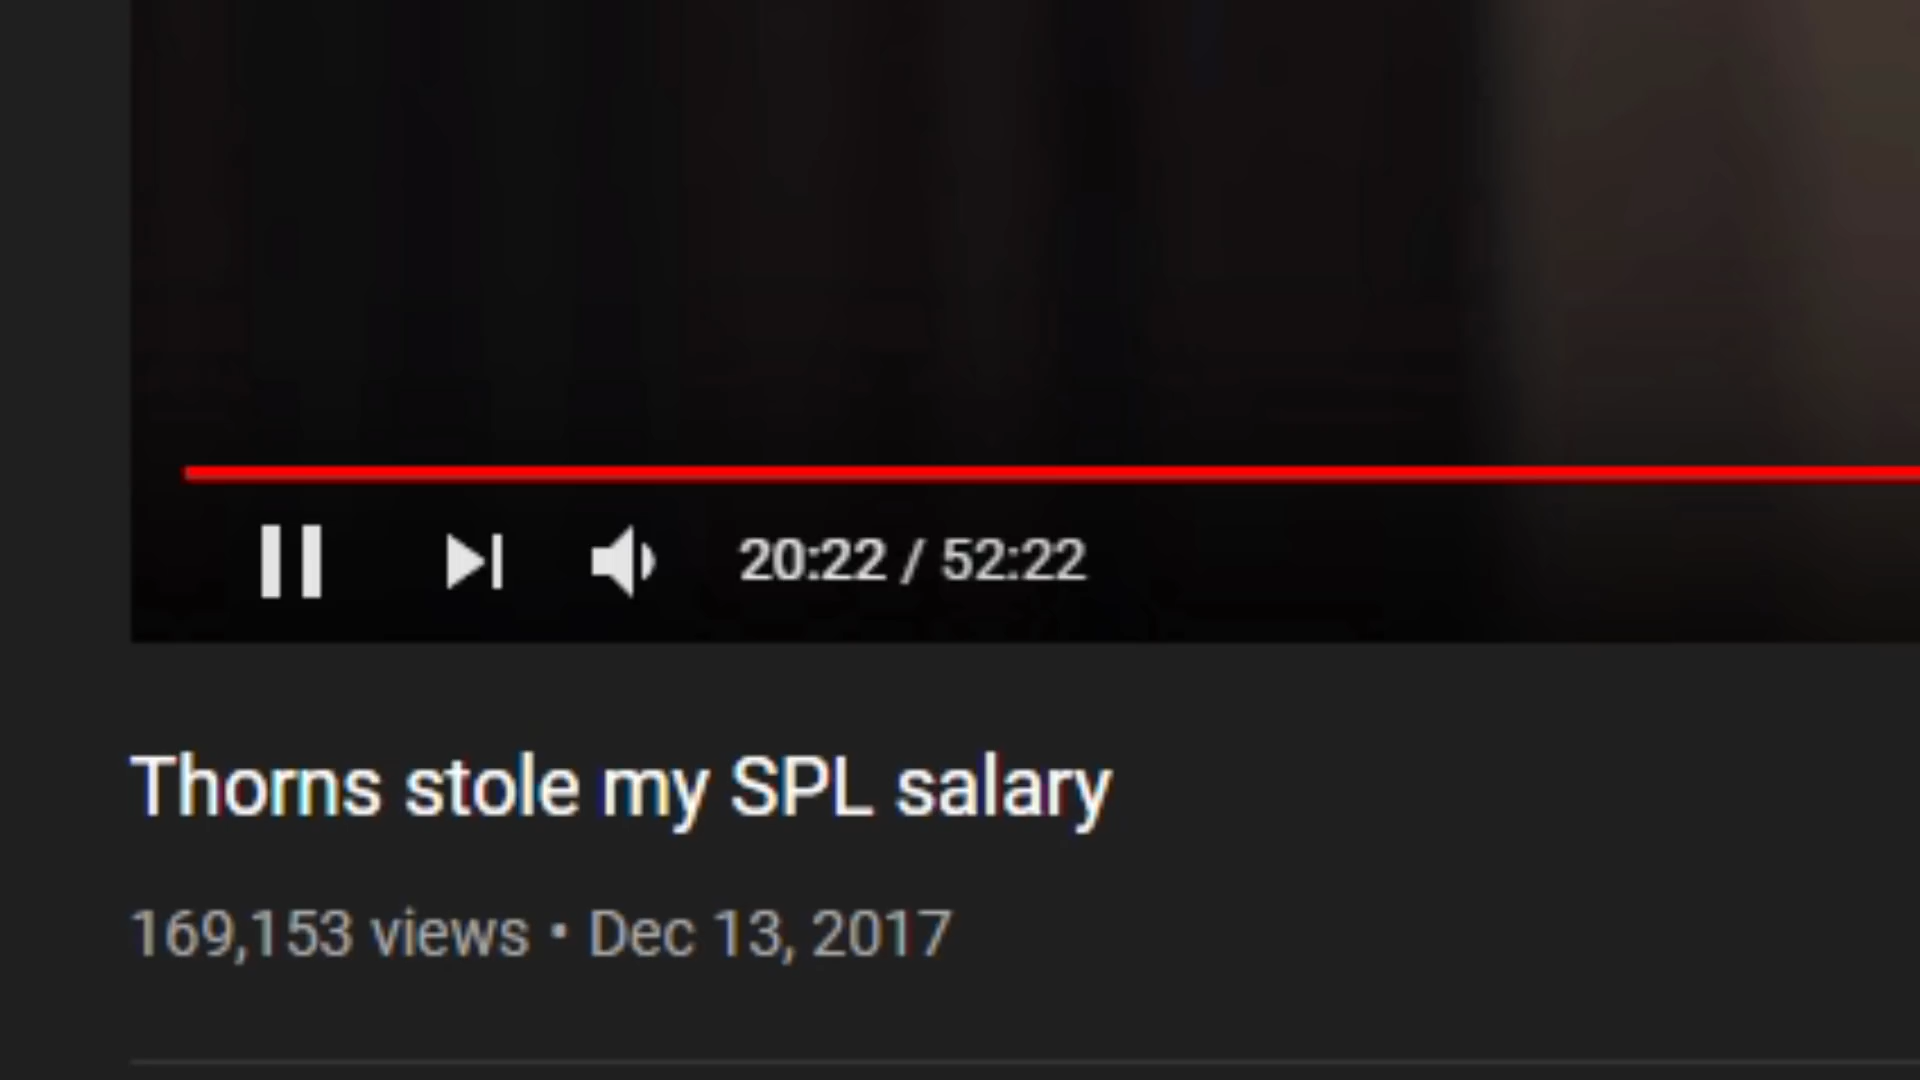 20:22 / 52:22
Thorns stole my SPL salary
169,153 views • Dec 13, 2017